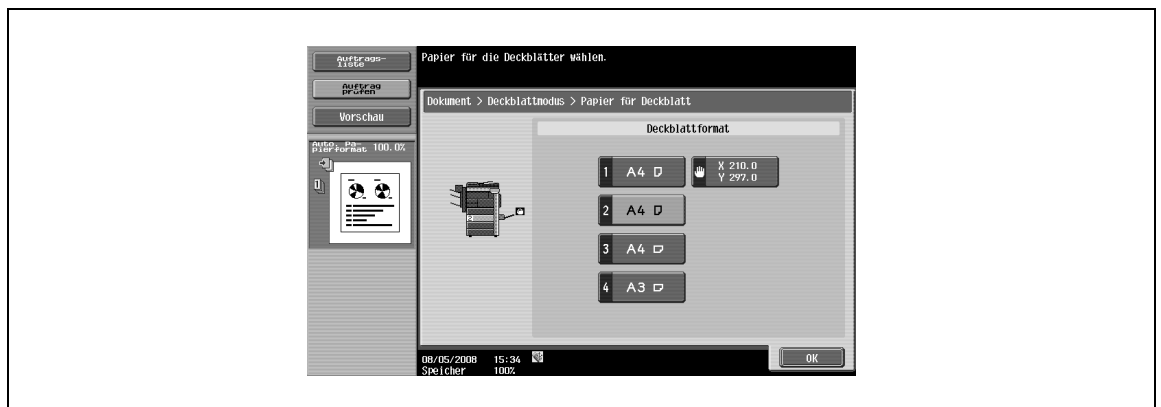 Auftrags-
liste
Auftrag
prüfen
Vorschau
Auto. Pa-
pierformat 100.0%
Papier für die Deckblätter wählen.
Dokument > Deckblattmodus > Papier für Deckblatt
Deckblattformat
1 A4
X 210.0
Y 297.0
2 A4
3 A4
4 A3
2
08/05/2008 15:34
Speicher 100%
OK